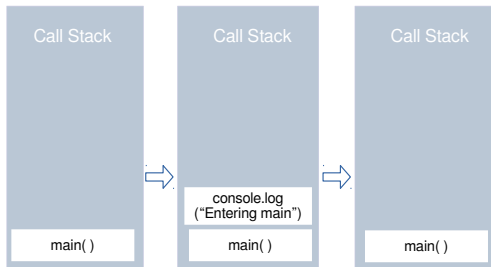 Call Stack
main( )
Call Stack
console.log
(“Entering main”)
main( )
Call Stack
main( )